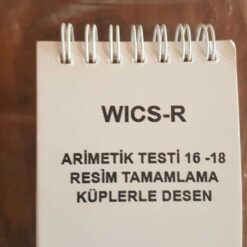 WICS-R
ARİMETİK TESTİ 16 -18
RESİM TAMAMLAMA
KÜPLERLE DESEN